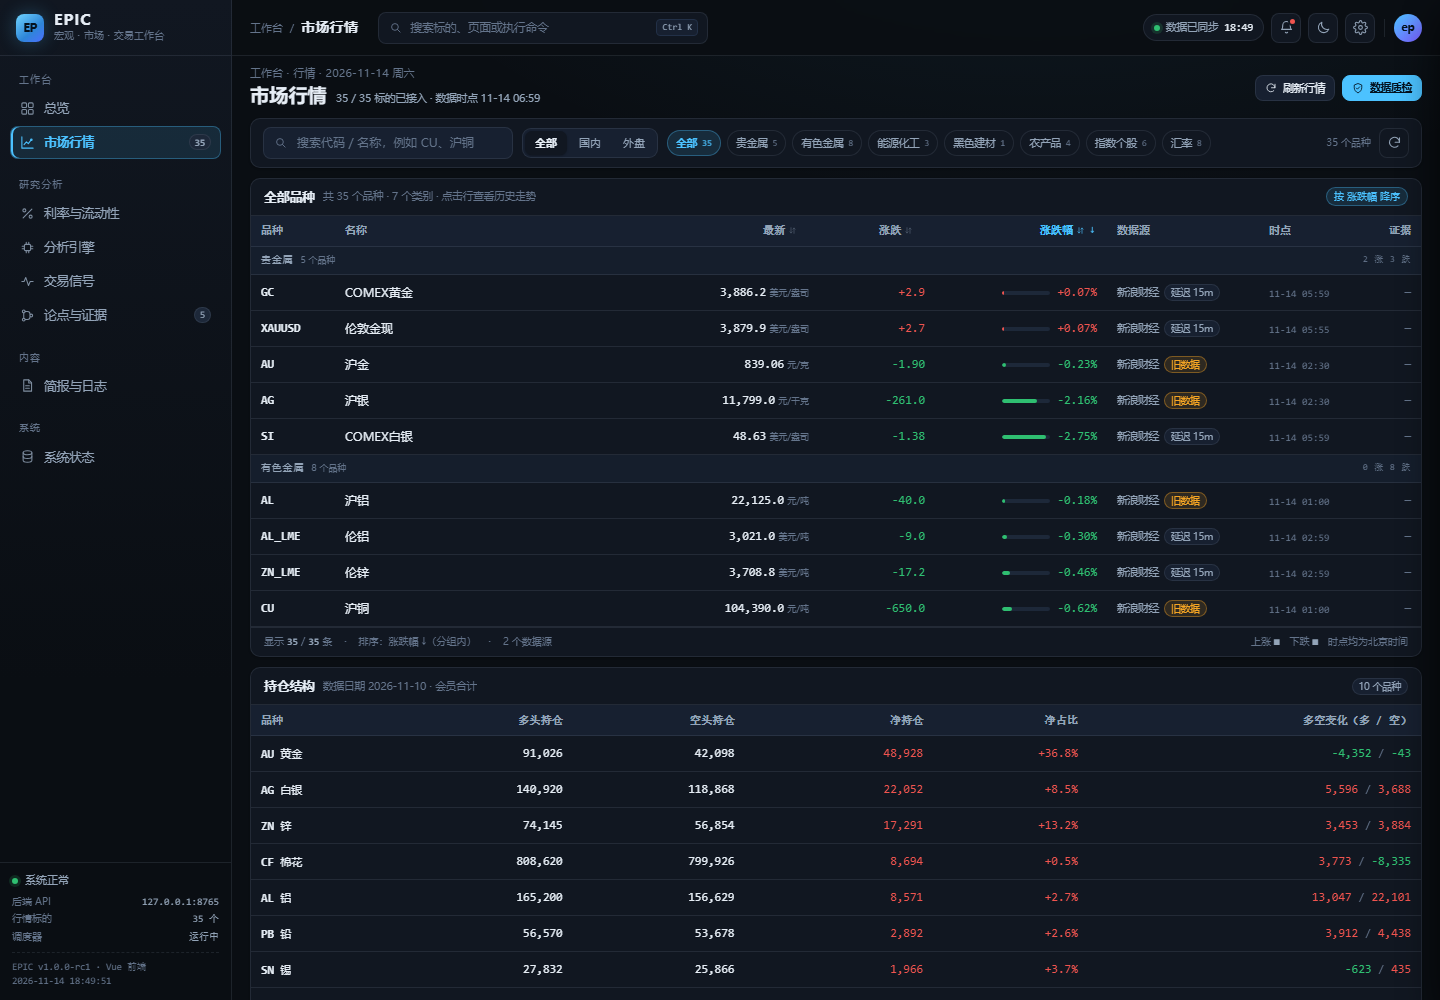 EP
EPIC
宏观 · 市场 · 交易工作台
工作台
总览
市场行情 35
研究分析
利率与流动性
分析引擎
交易信号
论点与证据 5
内容
简报与日志
系统
系统状态
系统正常
后端 API 127.0.0.1:8765
行情标的 35 个
调度器 运行中
EPIC v1.0.0-rc1 · Vue 前端
2026-11-14 18:49:51
工作台 / 市场行情
搜索标的、页面或执行命令 Ctrl K
数据已同步 18:49
ep
工作台 · 行情 · 2026-11-14 周六
市场行情 35 / 35 标的已接入 · 数据时点 11-14 06:59
刷新行情
数据质检
搜索代码 / 名称，例如 CU、沪铜
全部 国内 外盘
全部 35 贵金属 5 有色金属 8 能源化工 3 黑色建材 1 农产品 4 指数个股 6 汇率 8
35 个品种
全部品种 共 35 个品种 · 7 个类别 · 点击行查看历史走势
按 涨跌幅 降序
品种 名称 最新 ⇅ 涨跌 ⇅ 涨跌幅 ⇅ ↓ 数据源 时点 证据
贵金属 5 个品种 2 涨 3 跌
GC COMEX黄金 3,886.2 美元/盎司 +2.9 +0.07% 新浪财经 延迟 15m 11-14 05:59 —
XAUUSD 伦敦金现 3,879.9 美元/盎司 +2.7 +0.07% 新浪财经 延迟 15m 11-14 05:55 —
AU 沪金 839.06 元/克 -1.90 -0.23% 新浪财经 旧数据 11-14 02:30 —
AG 沪银 11,799.0 元/千克 -261.0 -2.16% 新浪财经 旧数据 11-14 02:30 —
SI COMEX白银 48.63 美元/盎司 -1.38 -2.75% 新浪财经 延迟 15m 11-14 05:59 —
有色金属 8 个品种 0 涨 8 跌
AL 沪铝 22,125.0 元/吨 -40.0 -0.18% 新浪财经 旧数据 11-14 01:00 —
AL_LME 伦铝 3,021.0 美元/吨 -9.0 -0.30% 新浪财经 延迟 15m 11-14 02:59 —
ZN_LME 伦锌 3,708.8 美元/吨 -17.2 -0.46% 新浪财经 延迟 15m 11-14 02:59 —
CU 沪铜 104,390.0 元/吨 -650.0 -0.62% 新浪财经 旧数据 11-14 01:00 —
显示 35 / 35 条 · 排序: 涨跌幅 ↓ (分组内) · 2 个数据源
上涨 ■ 下跌 ■ 时点均为北京时间
持仓结构 数据日期 2026-11-10 · 会员合计
10 个品种
品种 多头持仓 空头持仓 净持仓 净占比 多空变化 (多 / 空)
AU 黄金 91,026 42,098 48,928 +36.8% -4,352 / -43
AG 白银 140,920 118,868 22,052 +8.5% 5,596 / 3,688
ZN 锌 74,145 56,854 17,291 +13.2% 3,453 / 3,884
CF 棉花 808,620 799,926 8,694 +0.5% 3,773 / -8,335
AL 铝 165,200 156,629 8,571 +2.7% 13,047 / 22,101
PB 铅 56,570 53,678 2,892 +2.6% 3,912 / 4,438
SN 锡 27,832 25,866 1,966 +3.7% -623 / 435